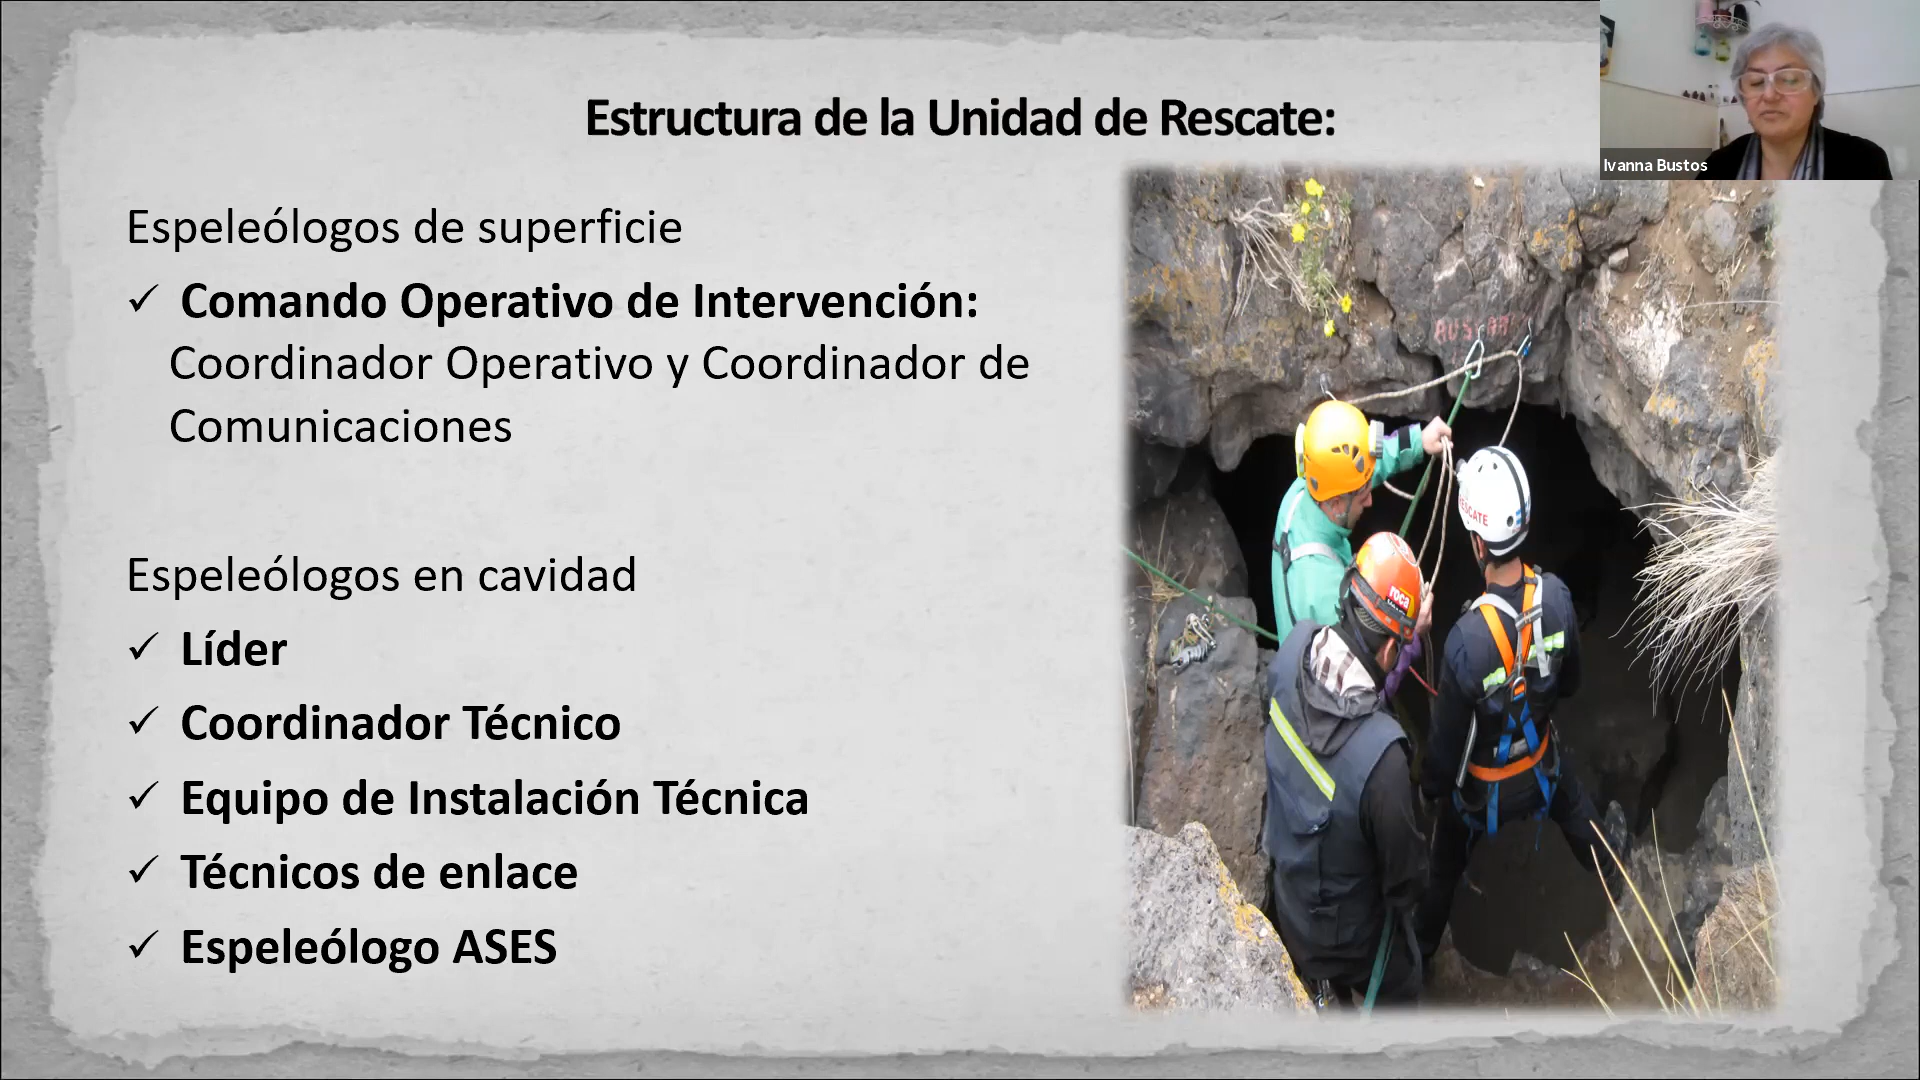 Estructura de la Unidad de Rescate:
Ivanna Bustos
Espeleólogos de superficie
✓ Comando Operativo de Intervención:
Coordinador Operativo y Coordinador de
Comunicaciones
Espeleólogos en cavidad
✓ Líder
✓ Coordinador Técnico
✓ Equipo de Instalación Técnica
✓ Técnicos de enlace
✓ Espeleólogo ASES
RESCATE
roca